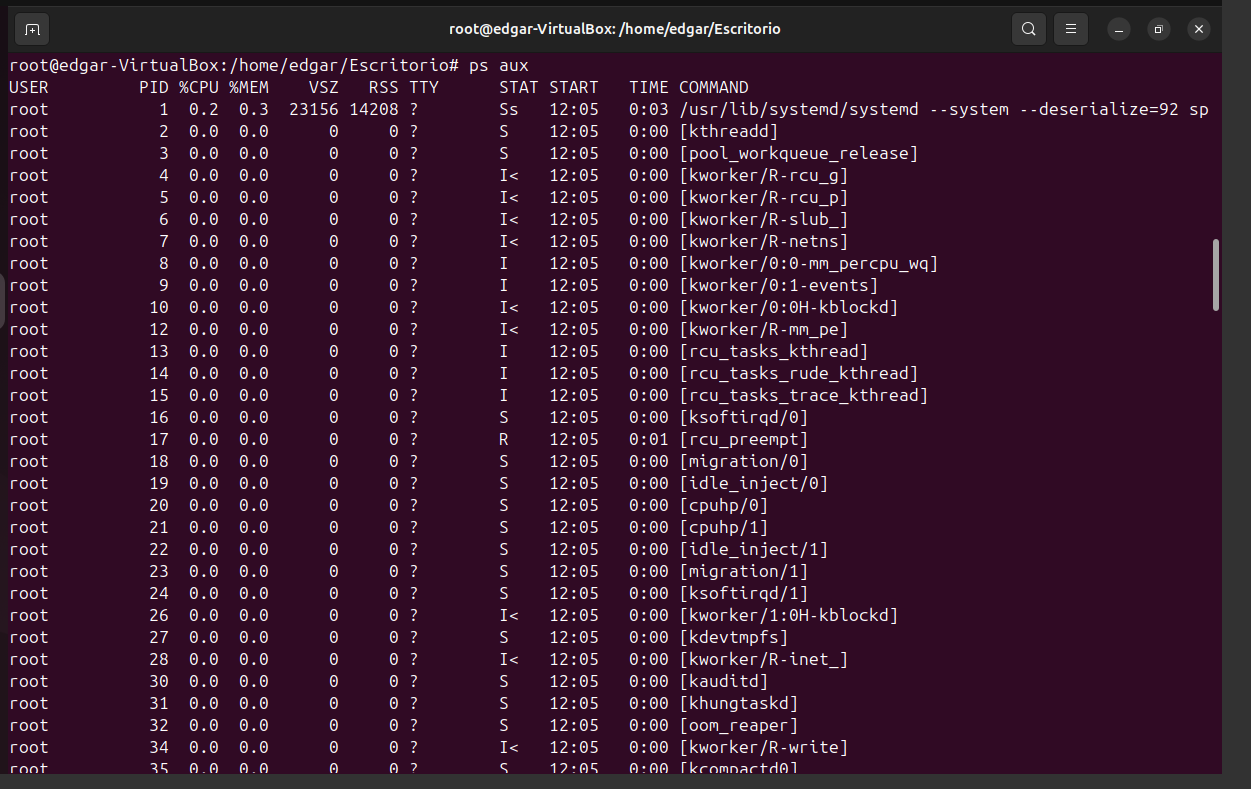 root@edgar-VirtualBox: /home/edgar/Escritorio
root@edgar-VirtualBox:/home/edgar/Escritorio# ps aux
USER         PID %CPU %MEM    VSZ   RSS TTY      STAT START   TIME COMMAND
root           1  0.2  0.3  23156 14208 ?        Ss   12:05   0:03 /usr/lib/systemd/systemd --system --deserialize=92 sp
root           2  0.0  0.0      0     0 ?        S    12:05   0:00 [kthreadd]
root           3  0.0  0.0      0     0 ?        S    12:05   0:00 [pool_workqueue_release]
root           4  0.0  0.0      0     0 ?        I<   12:05   0:00 [kworker/R-rcu_g]
root           5  0.0  0.0      0     0 ?        I<   12:05   0:00 [kworker/R-rcu_p]
root           6  0.0  0.0      0     0 ?        I<   12:05   0:00 [kworker/R-slub_]
root           7  0.0  0.0      0     0 ?        I<   12:05   0:00 [kworker/R-netns]
root           8  0.0  0.0      0     0 ?        I    12:05   0:00 [kworker/0:0-mm_percpu_wq]
root           9  0.0  0.0      0     0 ?        I    12:05   0:00 [kworker/0:1-events]
root          10  0.0  0.0      0     0 ?        I<   12:05   0:00 [kworker/0:0H-kblockd]
root          12  0.0  0.0      0     0 ?        I<   12:05   0:00 [kworker/R-mm_pe]
root          13  0.0  0.0      0     0 ?        I    12:05   0:00 [rcu_tasks_kthread]
root          14  0.0  0.0      0     0 ?        I    12:05   0:00 [rcu_tasks_rude_kthread]
root          15  0.0  0.0      0     0 ?        I    12:05   0:00 [rcu_tasks_trace_kthread]
root          16  0.0  0.0      0     0 ?        S    12:05   0:00 [ksoftirqd/0]
root          17  0.0  0.0      0     0 ?        R    12:05   0:01 [rcu_preempt]
root          18  0.0  0.0      0     0 ?        S    12:05   0:00 [migration/0]
root          19  0.0  0.0      0     0 ?        S    12:05   0:00 [idle_inject/0]
root          20  0.0  0.0      0     0 ?        S    12:05   0:00 [cpuhp/0]
root          21  0.0  0.0      0     0 ?        S    12:05   0:00 [cpuhp/1]
root          22  0.0  0.0      0     0 ?        S    12:05   0:00 [idle_inject/1]
root          23  0.0  0.0      0     0 ?        S    12:05   0:00 [migration/1]
root          24  0.0  0.0      0     0 ?        S    12:05   0:00 [ksoftirqd/1]
root          26  0.0  0.0      0     0 ?        I<   12:05   0:00 [kworker/1:0H-kblockd]
root          27  0.0  0.0      0     0 ?        S    12:05   0:00 [kdevtmpfs]
root          28  0.0  0.0      0     0 ?        I<   12:05   0:00 [kworker/R-inet_]
root          30  0.0  0.0      0     0 ?        S    12:05   0:00 [kauditd]
root          31  0.0  0.0      0     0 ?        S    12:05   0:00 [khungtaskd]
root          32  0.0  0.0      0     0 ?        S    12:05   0:00 [oom_reaper]
root          34  0.0  0.0      0     0 ?        I<   12:05   0:00 [kworker/R-write]
root          35  0.0  0.0      0     0 ?        S    12:05   0:00 [kcompactd0]